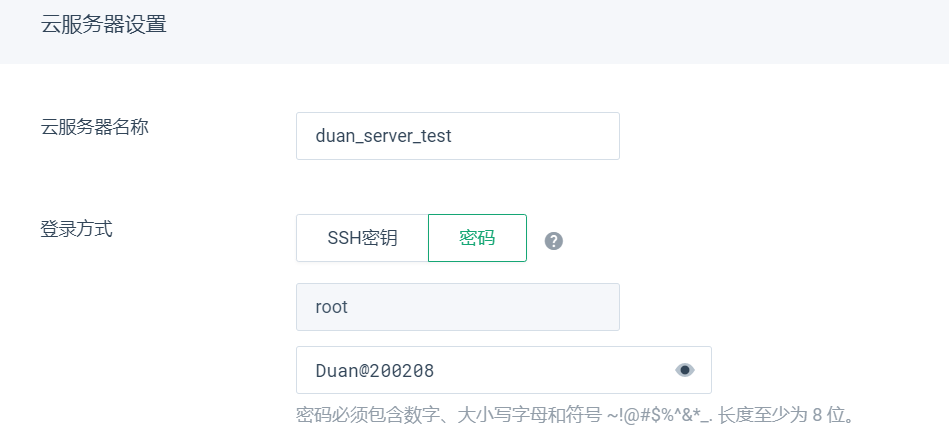 云服务器设置
云服务器名称
duan_server_test
登录方式
SSH密钥 密码 ?
root
Duan@200208
密码必须包含数字、大小写字母和符号 ~!@#$%^&*_. 长度至少为 8 位。